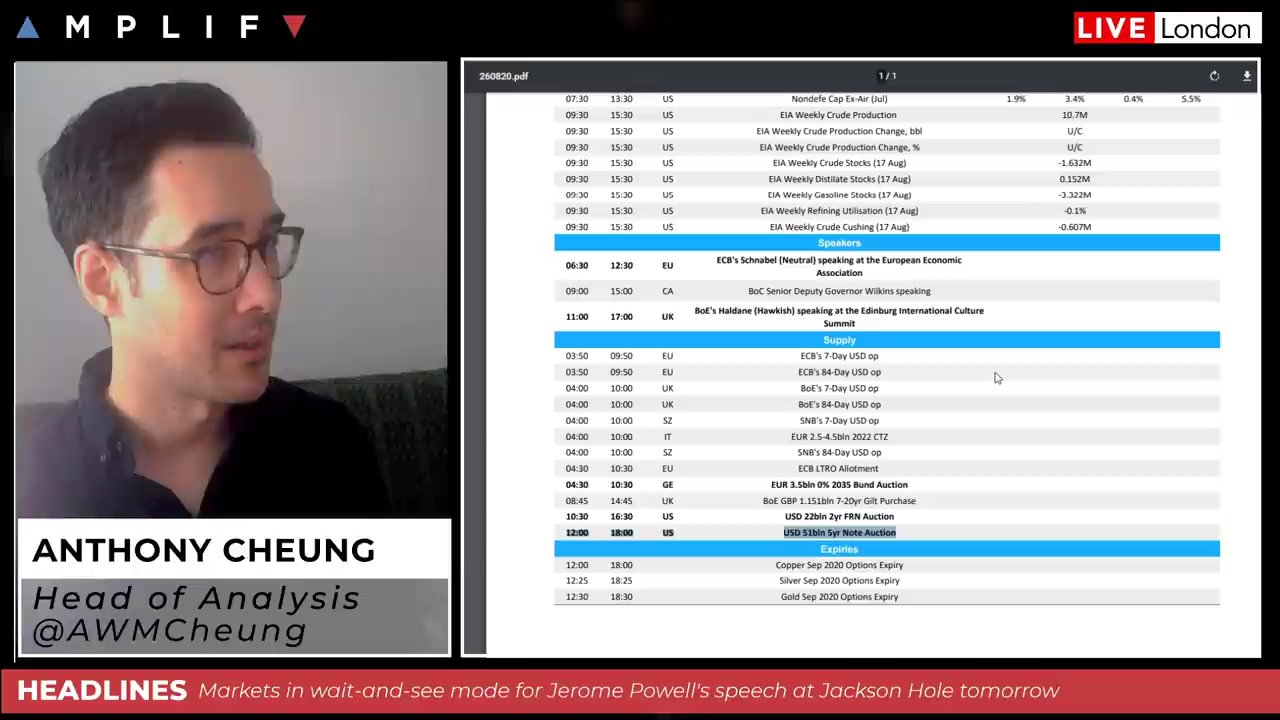 AMPLIFY
LIVE London
260820.pdf
1 / 1
07:30 13:30 US Nondefe Cap Ex-Air (Jul) 1.9% 3.4% 0.4% 5.5%
09:30 15:30 US EIA Weekly Crude Production 10.7M
09:30 15:30 US EIA Weekly Crude Production Change, bbl U/C
09:30 15:30 US EIA Weekly Crude Production Change, % U/C
09:30 15:30 US EIA Weekly Crude Stocks (17 Aug) -1.632M
09:30 15:30 US EIA Weekly Distilate Stocks (17 Aug) 0.152M
09:30 15:30 US EIA Weekly Gasoline Stocks (17 Aug) -3.322M
09:30 15:30 US EIA Weekly Refining Utilisation (17 Aug) -0.1%
09:30 15:30 US EIA Weekly Crude Cushing (17 Aug) -0.607M
Speakers
06:30 12:30 EU ECB's Schnabel (Neutral) speaking at the European Economic
Association
09:00 15:00 CA BoC Senior Deputy Governor Wilkins speaking
11:00 17:00 UK BoE's Haldane (Hawkish) speaking at the Edinburg International Culture
Summit
Supply
03:50 09:50 EU ECB's 7-Day USD op
03:50 09:50 EU ECB's 84-Day USD op
04:00 10:00 UK BoE's 7-Day USD op
04:00 10:00 UK BoE's 84-Day USD op
04:00 10:00 SZ SNB's 7-Day USD op
04:00 10:00 IT EUR 2.5-4.5bln 2022 CTZ
04:00 10:00 SZ SNB's 84-Day USD op
04:30 10:30 EU ECB LTRO Allotment
04:30 10:30 GE EUR 3.5bln 0% 2035 Bund Auction
08:45 14:45 UK BoE GBP 1.151bln 7-20yr Gilt Purchase
10:30 16:30 US USD 22bln 2yr FRN Auction
12:00 18:00 US USD 51bln 5yr Note Auction
Expiries
12:00 18:00 Copper Sep 2020 Options Expiry
12:25 18:25 Silver Sep 2020 Options Expiry
12:30 18:30 Gold Sep 2020 Options Expiry
ANTHONY CHEUNG
Head of Analysis
@AWMCheung
HEADLINES Markets in wait-and-see mode for Jerome Powell's speech at Jackson Hole tomorrow